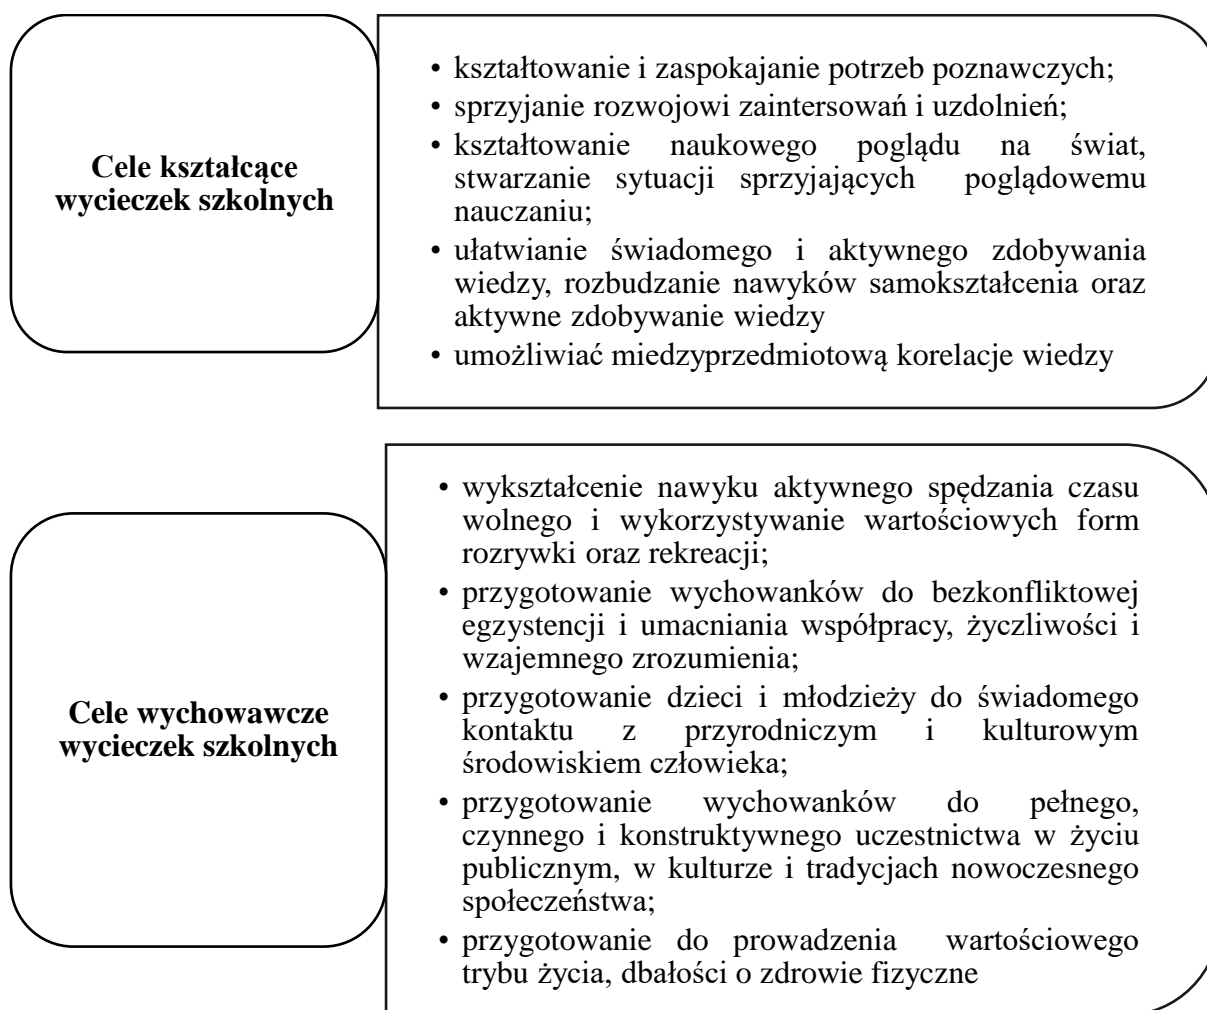 Cele kształcące
wycieczek szkolnych
• kształtowanie i zaspokajanie potrzeb poznawczych;
• sprzyjanie rozwojowi zaintersowań i uzdolnień;
• kształtowanie naukowego poglądu na świat,
stwarzanie sytuacji sprzyjających poglądowemu
nauczaniu;
• ułatwianie świadomego i aktywnego zdobywania
wiedzy, rozbudzanie nawyków samokształcenia oraz
aktywne zdobywanie wiedzy
• umożliwiać miedzyprzedmiotową korelacje wiedzy
Cele wychowawcze
wycieczek szkolnych
• wykształcenie nawyku aktywnego spędzania czasu
wolnego i wykorzystywanie wartościowych form
rozrywki oraz rekreacji;
• przygotowanie wychowanków do bezkonfliktowej
egzystencji i umacniania współpracy, życzliwości i
wzajemnego zrozumienia;
• przygotowanie dzieci i młodzieży do świadomego
kontaktu z przyrodniczym i kulturowym
środowiskiem człowieka;
• przygotowanie wychowanków do pełnego,
czynnego i konstruktywnego uczestnictwa w życiu
publicznym, w kulturze i tradycjach nowoczesnego
społeczeństwa;
• przygotowanie do prowadzenia wartościowego
trybu życia, dbałości o zdrowie fizyczne